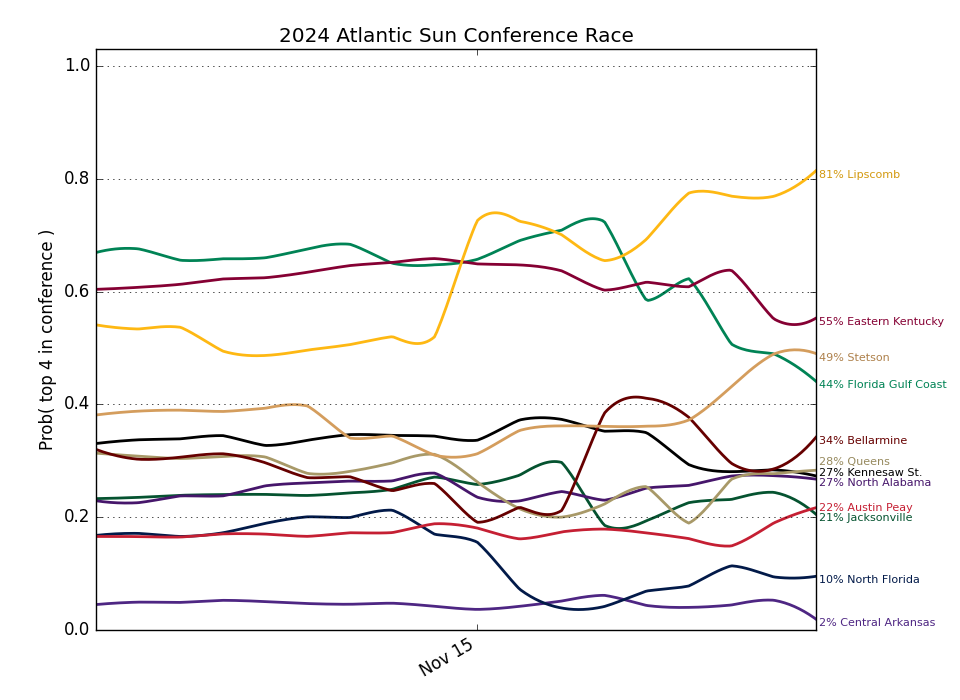 2024 Atlantic Sun Conference Race
Prob( top 4 in conference )
1.0
0.8
0.6
0.4
0.2
0.0
Nov 15
81% Lipscomb
55% Eastern Kentucky
49% Stetson
44% Florida Gulf Coast
34% Bellarmine
28% Queens
27% Kennesaw St.
27% North Alabama
22% Austin Peay
21% Jacksonville
10% North Florida
2% Central Arkansas